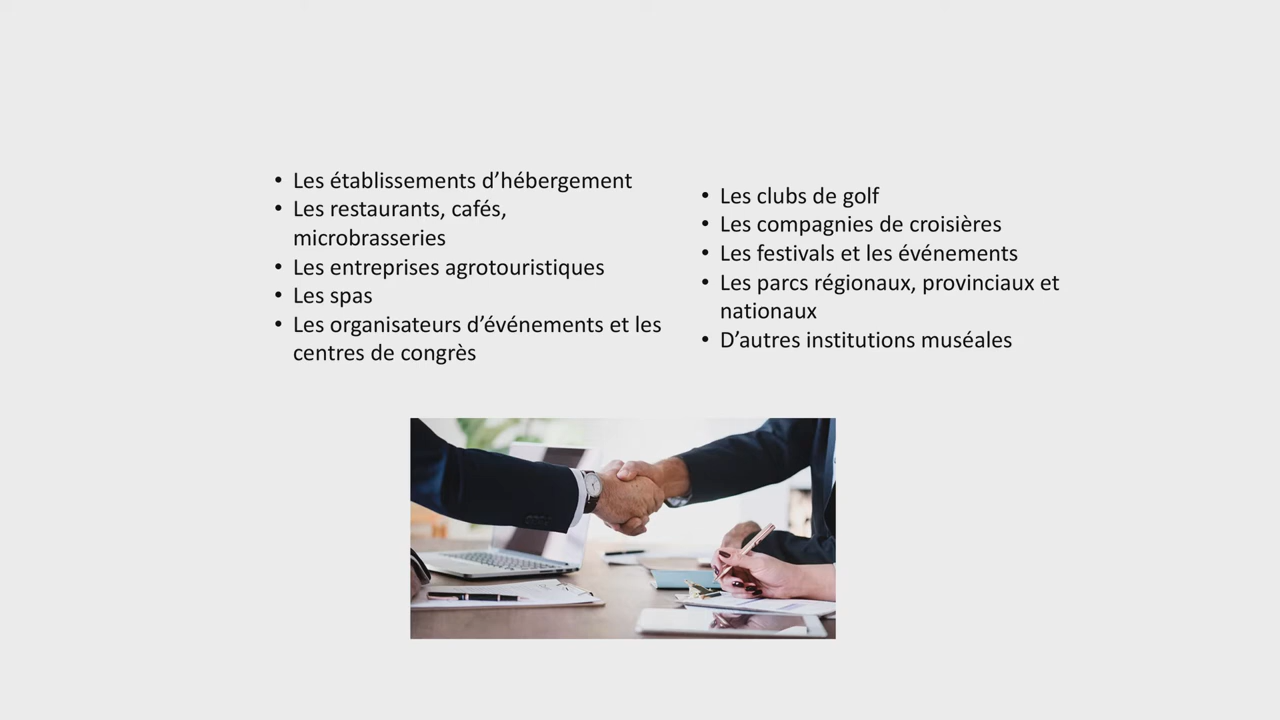 • Les établissements d’hébergement
• Les restaurants, cafés,
microbrasseries
• Les entreprises agrotouristiques
• Les spas
• Les organisateurs d’événements et les
centres de congrès
• Les clubs de golf
• Les compagnies de croisières
• Les festivals et les événements
• Les parcs régionaux, provinciaux et
nationaux
• D’autres institutions muséales